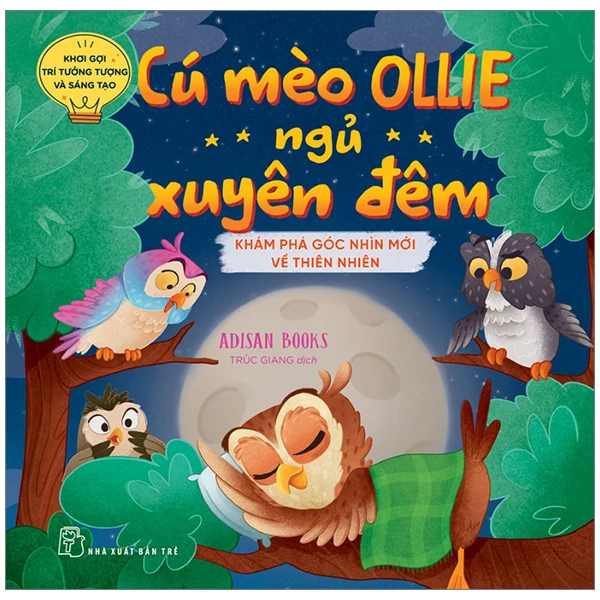 KHƠI GỢI
TRÍ TƯỞNG TƯỢNG
VÀ SÁNG TẠO
Cú mèo OLLIE
ngủ
xuyên đêm
KHÁM PHÁ GÓC NHÌN MỚI
VỀ THIÊN NHIÊN
ADISAN BOOKS
TRÚC GIANG dịch
NHÀ XUẤT BẢN TRẺ